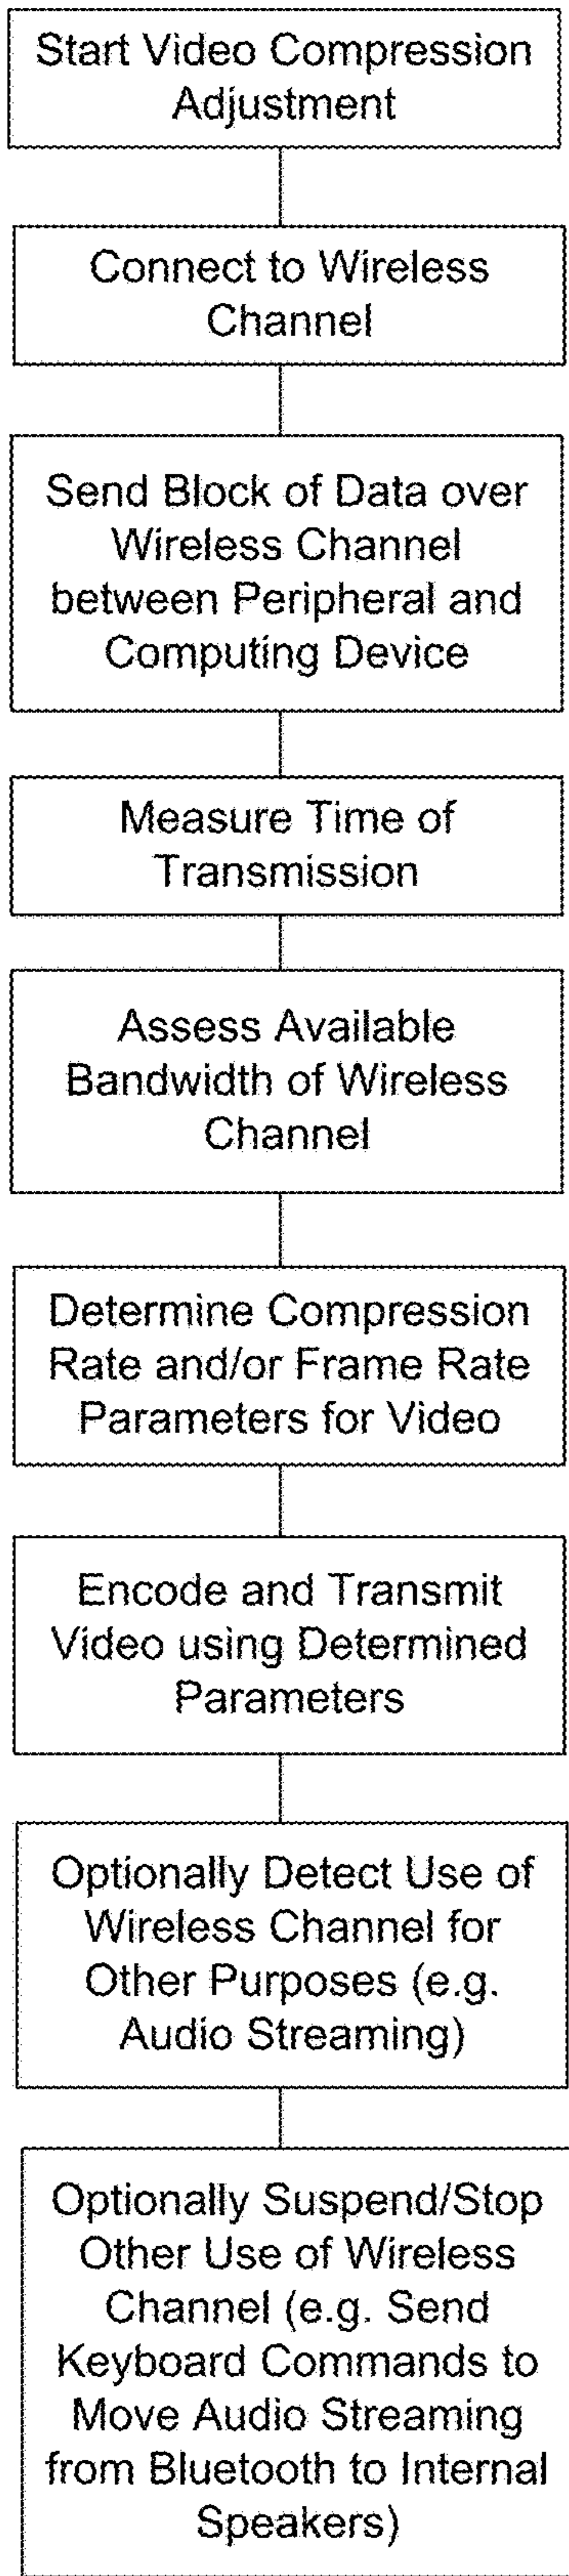 Start Video Compression
Adjustment
Connect to Wireless
Channel
Send Block of Data over
Wireless Channel
between Peripheral and
Computing Device
Measure Time of
Transmission
Assess Available
Bandwidth of Wireless
Channel
Determine Compression
Rate and/or Frame Rate
Parameters for Video
Encode and Transmit
Video using Determined
Parameters
Optionally Detect Use of
Wireless Channel for
Other Purposes (e.g.
Audio Streaming)
Optionally Suspend/Stop
Other Use of Wireless
Channel (e.g. Send
Keyboard Commands to
Move Audio Streaming
from Bluetooth to Internal
Speakers)